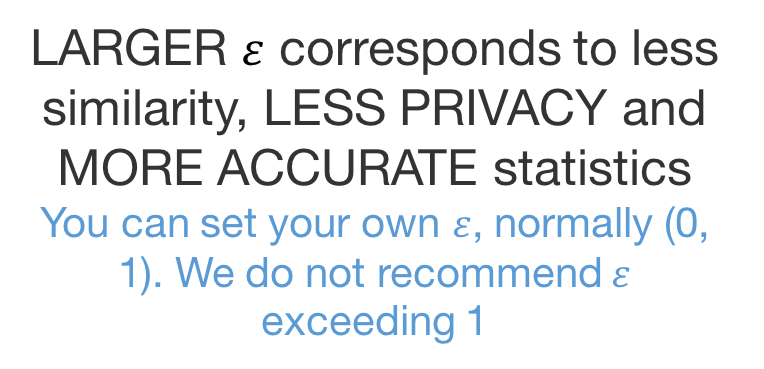 LARGER 𝜀 corresponds to less
similarity, LESS PRIVACY and
MORE ACCURATE statistics
You can set your own 𝜀, normally (0,
1). We do not recommend 𝜀
exceeding 1